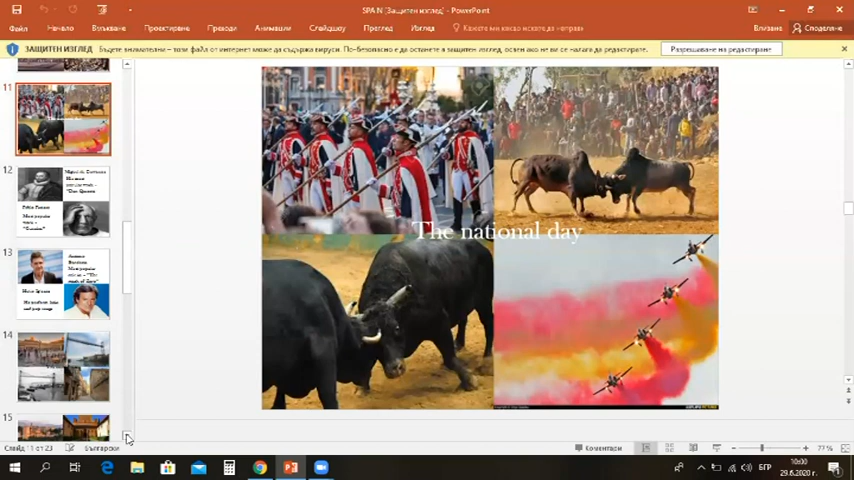 SPAIN [Защитен изглед] - PowerPoint
Файл Начало Вмъкване Проектиране Преходи Анимации Слайдшоу Преглед Изглед Кажете ми какво искате да направя Влизане Споделяне
ЗАЩИТЕН ИЗГЛЕД Бъдете внимателни – този файл от интернет може да съдържа вируси. По-безопасно е да останете в защитен изглед, освен ако не ви се налага да редактирате. Разрешаване на редактиране
11
12
13
14
15
The national day
Слайд 11 от 23 Български Коментари 77%
БГР 10:00
29.6.2020 г.